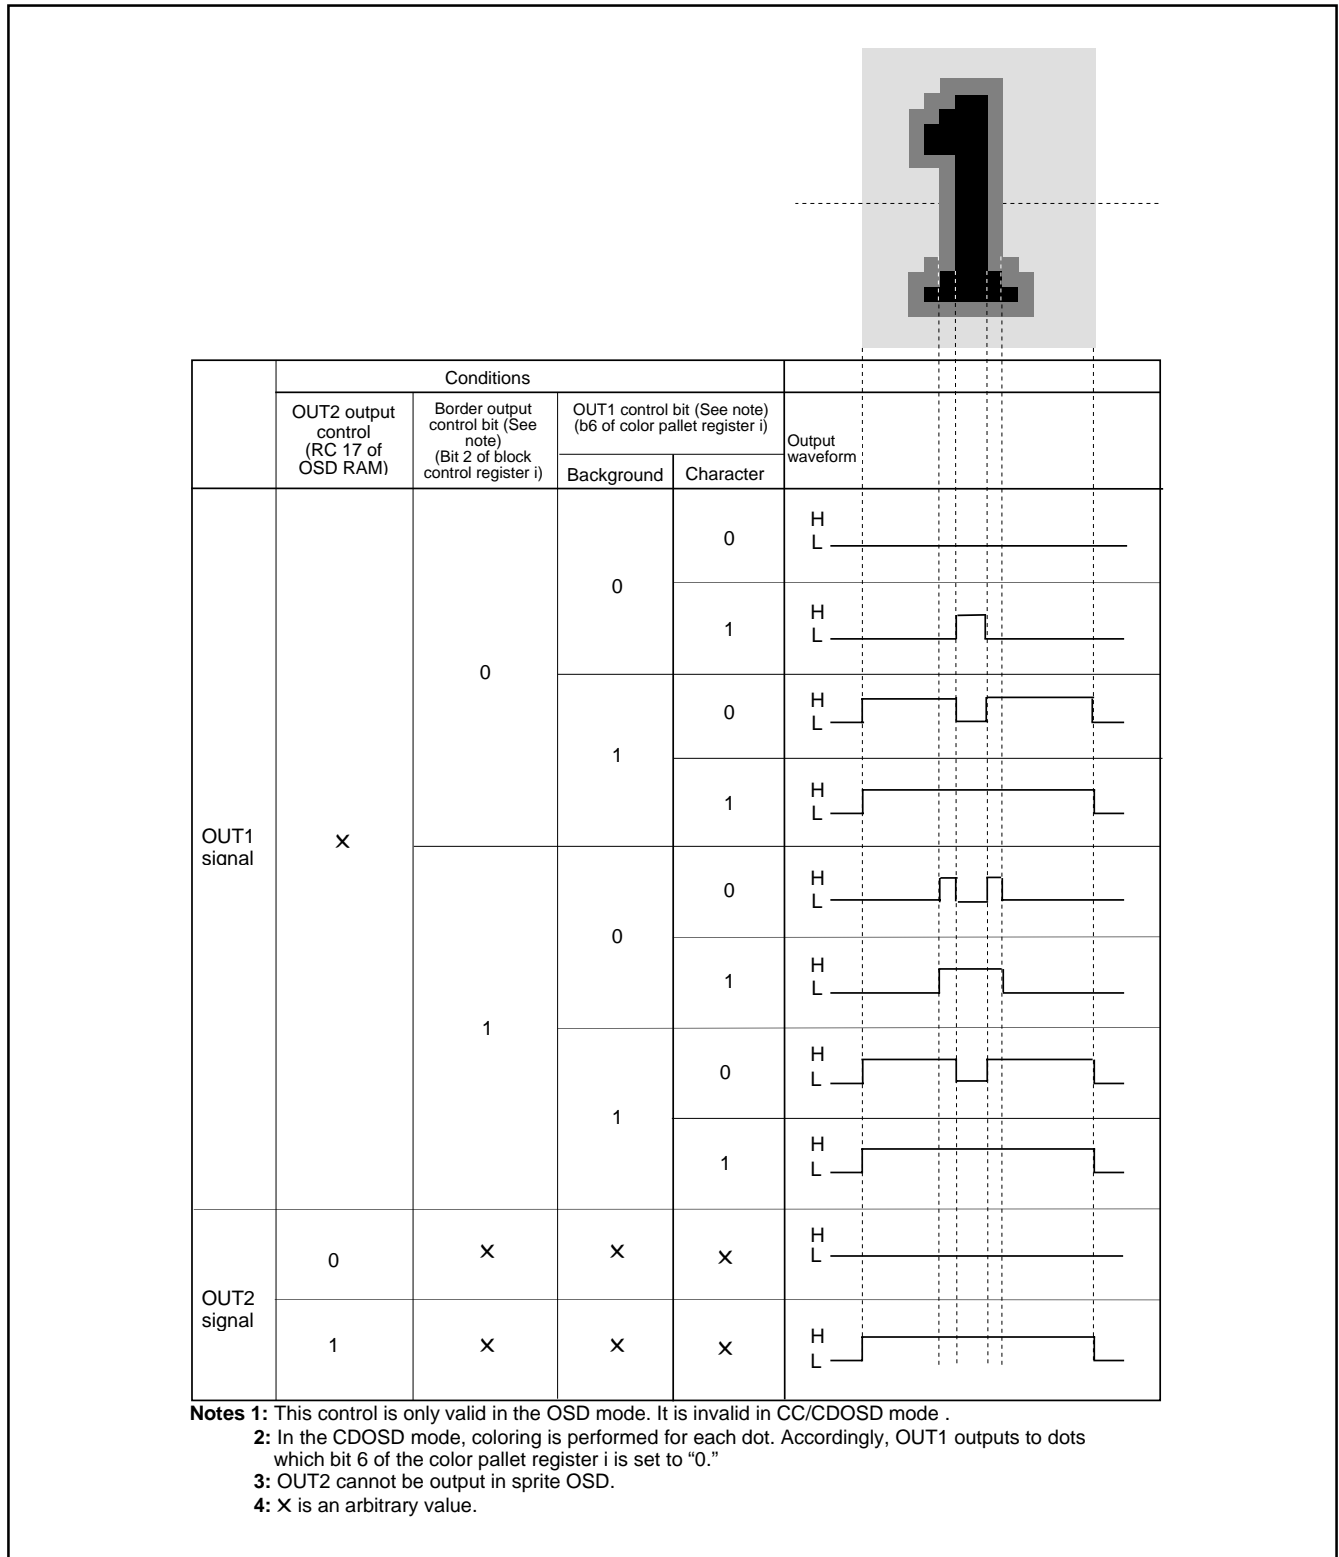 Conditions
OUT2 output
control
(RC 17 of
OSD RAM)
Border output
control bit (See
note)
(Bit 2 of block
control register i)
OUT1 control bit (See note)
(b6 of color pallet register i)
Background
Character
Output
waveform
OUT1
signal
X
0
0
0
H
L
1
H
L
1
0
H
L
1
H
L
1
0
0
H
L
1
H
L
1
0
H
L
1
H
L
OUT2
signal
0
X
X
X
H
L
1
X
X
X
H
L
Notes 1: This control is only valid in the OSD mode. It is invalid in CC/CDOSD mode .
2: In the CDOSD mode, coloring is performed for each dot. Accordingly, OUT1 outputs to dots
which bit 6 of the color pallet register i is set to “0.”
3: OUT2 cannot be output in sprite OSD.
4: X is an arbitrary value.